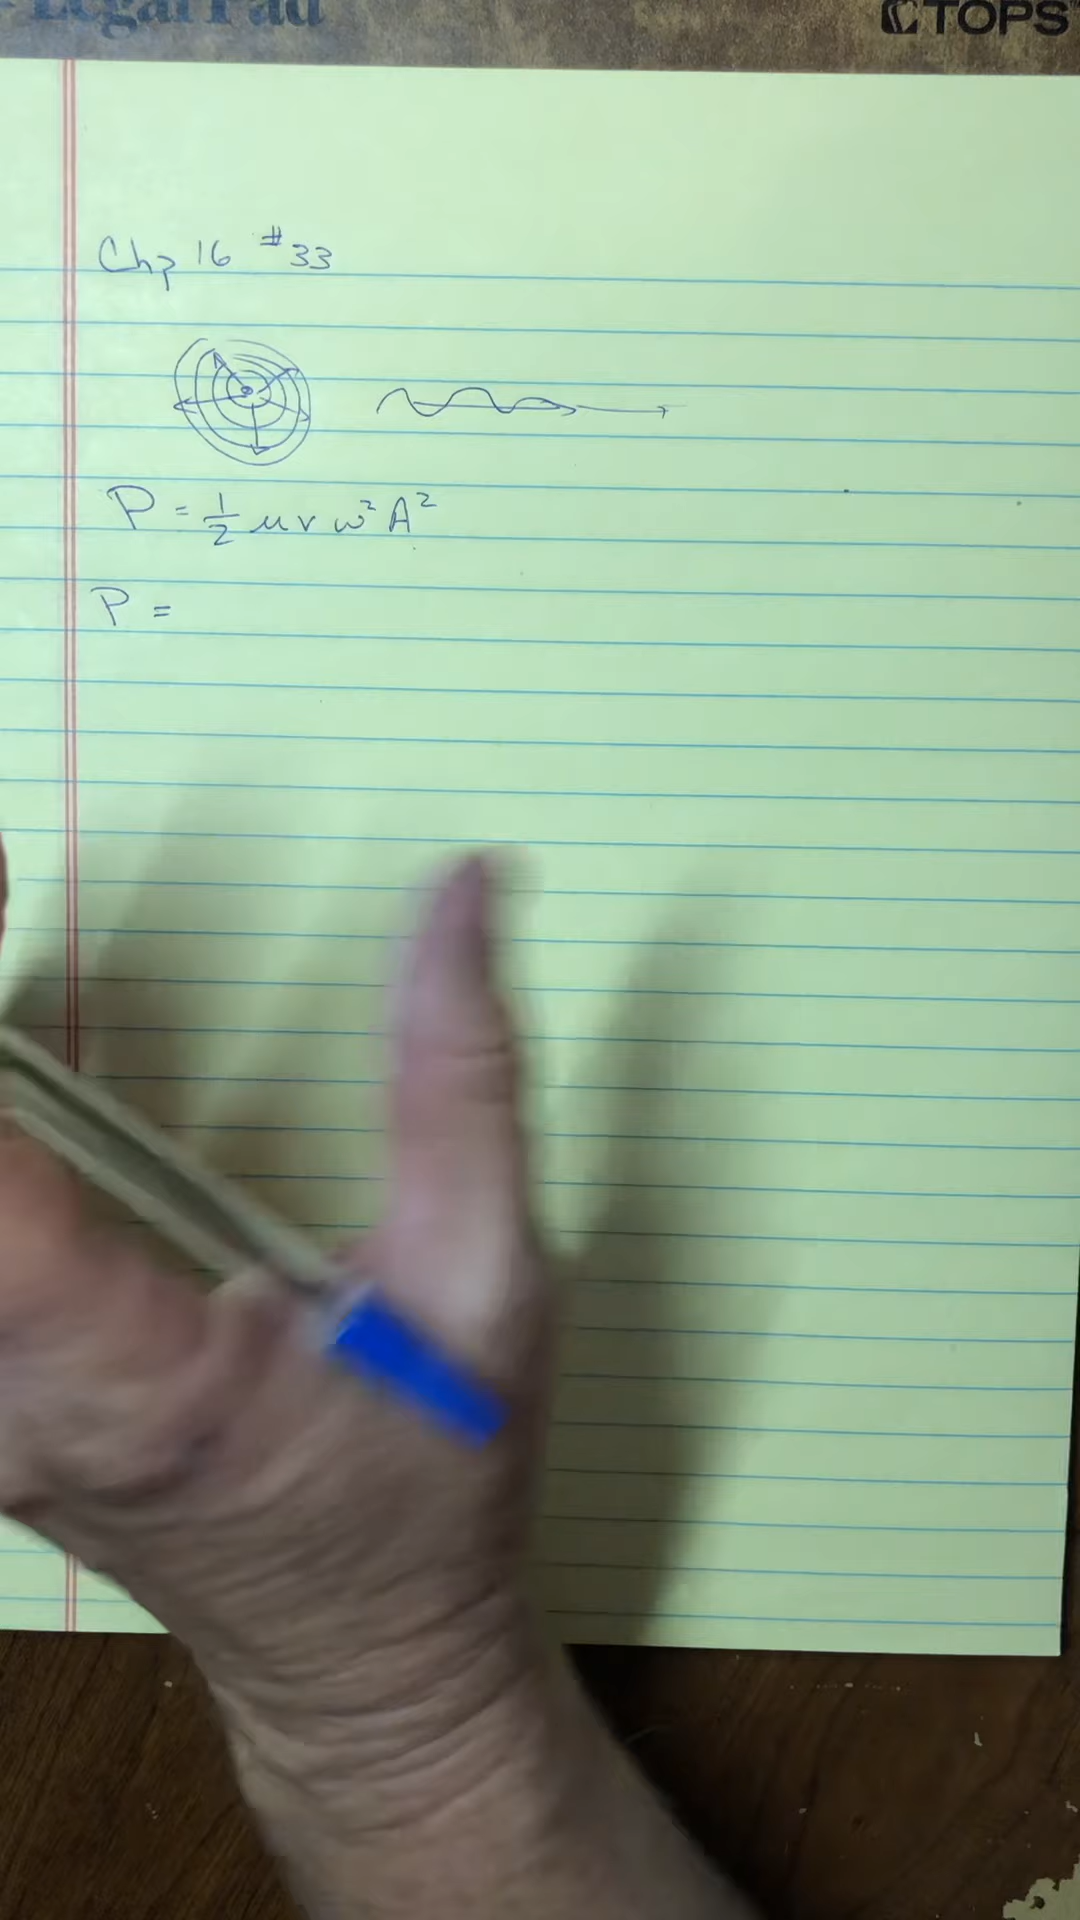 Legal Pad
TOPS
Chp 16 #33
P = 1/2 μ v ω² A²
P =